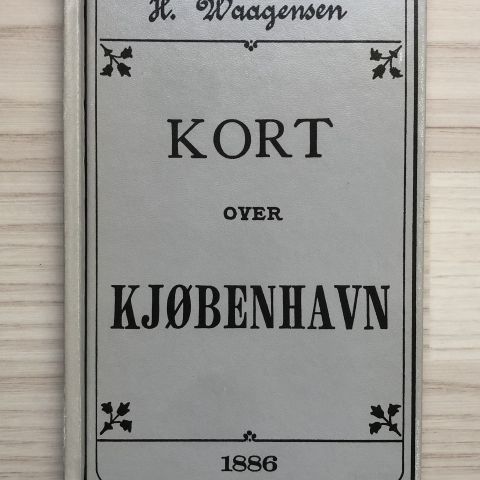 H. Waagensen
KORT
OVER
KJØBENHAVN
1886